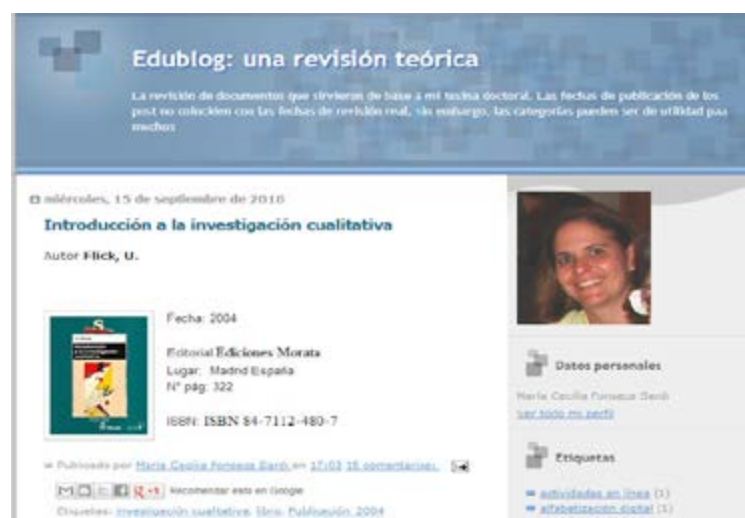 Edublog: una revisión teórica
La revisión de documentos que sirvieron de base a mi tesina doctoral. Las fechas de publicación de los
post no coinciden con las fechas de revisión real, sin embargo, las categorías pueden ser de utilidad paa
muchos
miércoles, 15 de septiembre de 2010
Introducción a la investigación cualitativa
Autor Flick, U.
Fecha: 2004
Editorial Ediciones Morata
Lugar: Madrid España
N° pág: 322
ISBN: ISBN 84-7112-480-7
Publicado por María Cecilia Fonseca Sardi en 17:03 16 comentarios:
Recomendar esto en Google
Etiquetas: investigación cualitativa, libro, Publicación 2004
Datos personales
María Cecilia Fonseca Sardi
Ver todo mi perfil
Etiquetas
actividades en línea (1)
alfabetización digital (1)